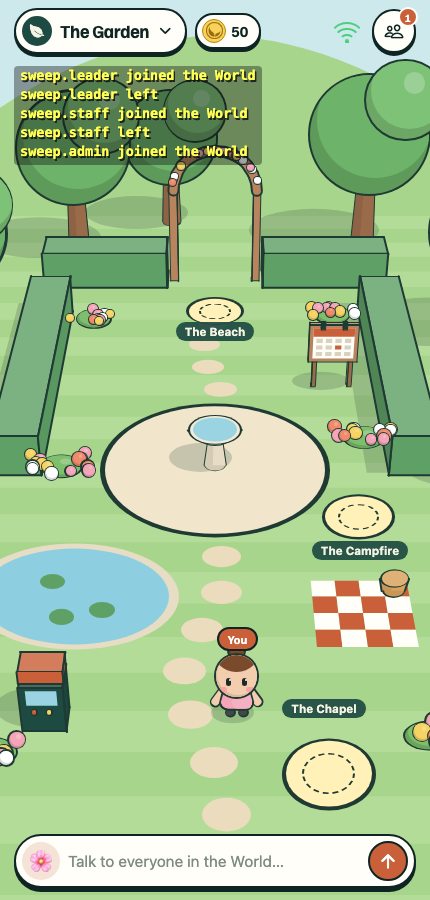 The Garden
50
1
sweep.leader joined the World
sweep.leader left
sweep.staff joined the World
sweep.staff left
sweep.admin joined the World
The Beach
The Campfire
You
The Chapel
Talk to everyone in the World...